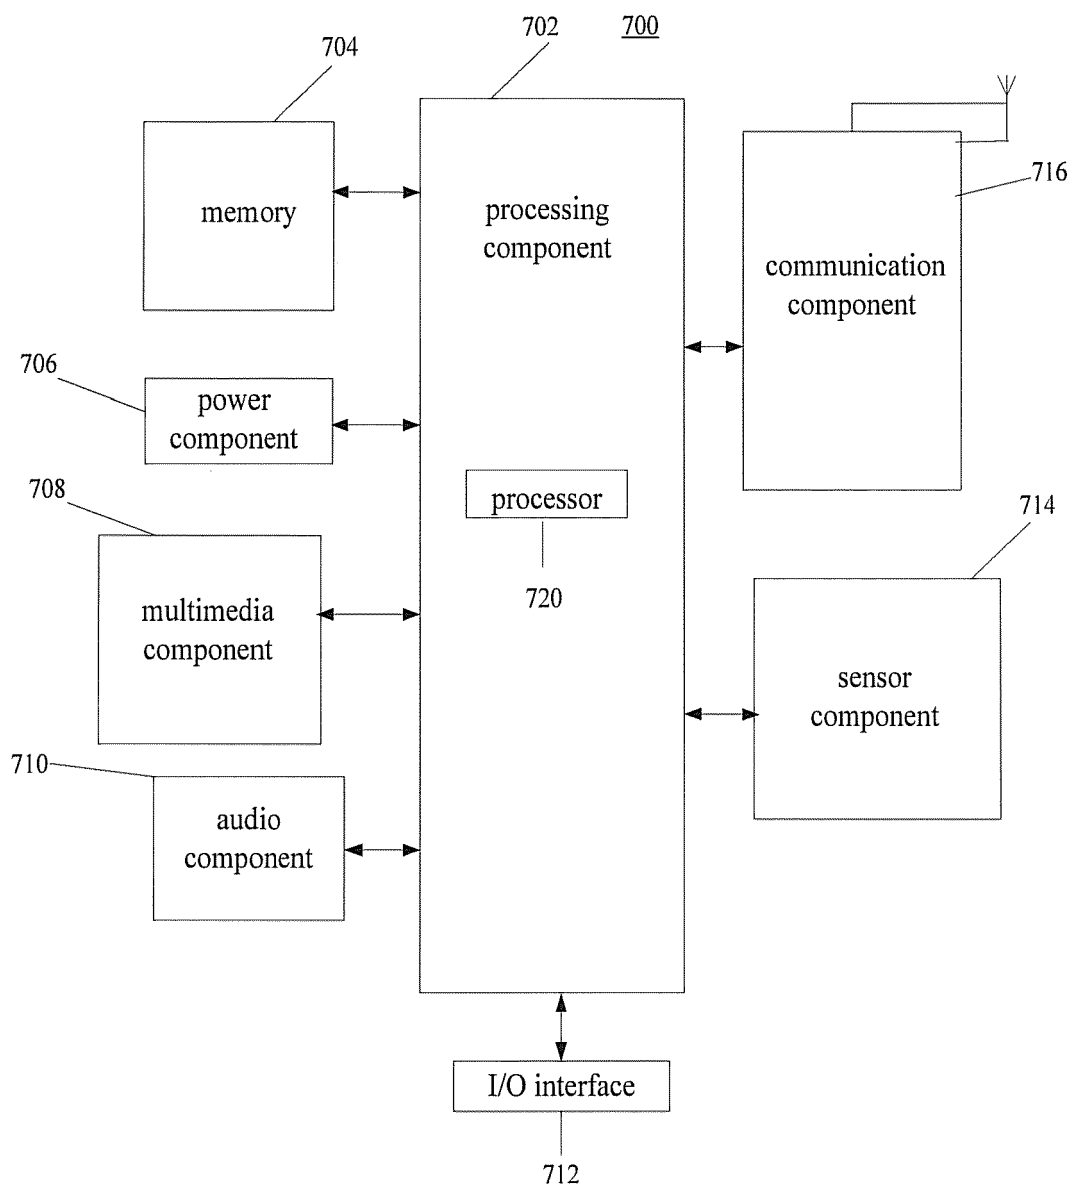 702
700
704
memory
processing
component
716
communication
component
706
power
component
708
processor
720
714
multimedia
component
sensor
component
710
audio
component
I/O interface
712